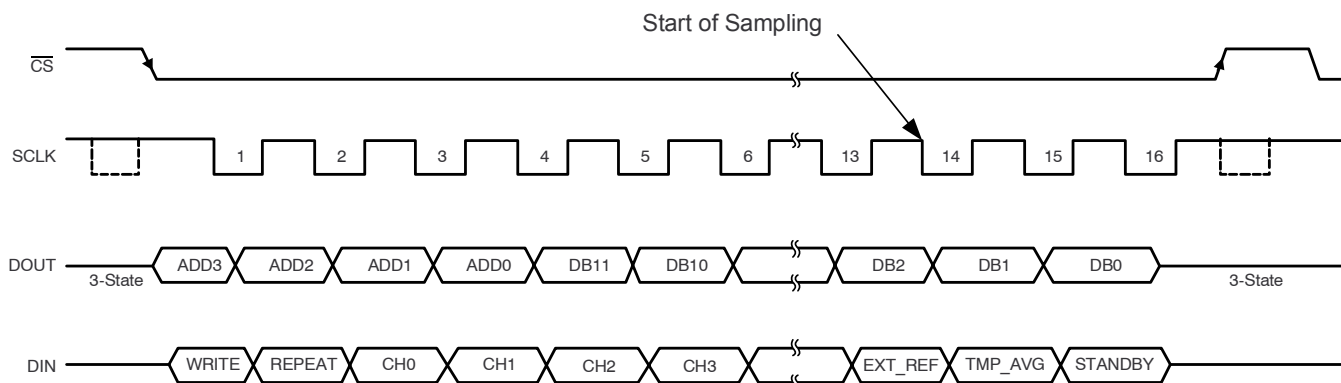 Start of Sampling
CS
SCLK 1 2 3 4 5 6 13 14 15 16
DOUT 3-State ADD3 ADD2 ADD1 ADD0 DB11 DB10 DB2 DB1 DB0 3-State
DIN WRITE REPEAT CH0 CH1 CH2 CH3 EXT_REF TMP_AVG STANDBY